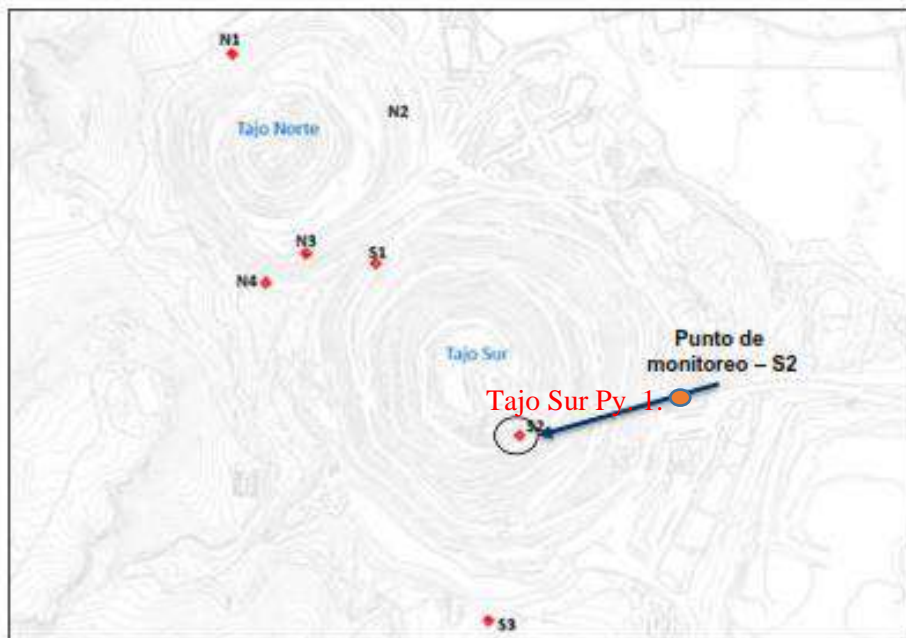 N1
N2
Tajo Norte
N3
S1
N4
Punto de
monitoreo – S2
Tajo Sur
Tajo Sur Py. 1.
S2
S3